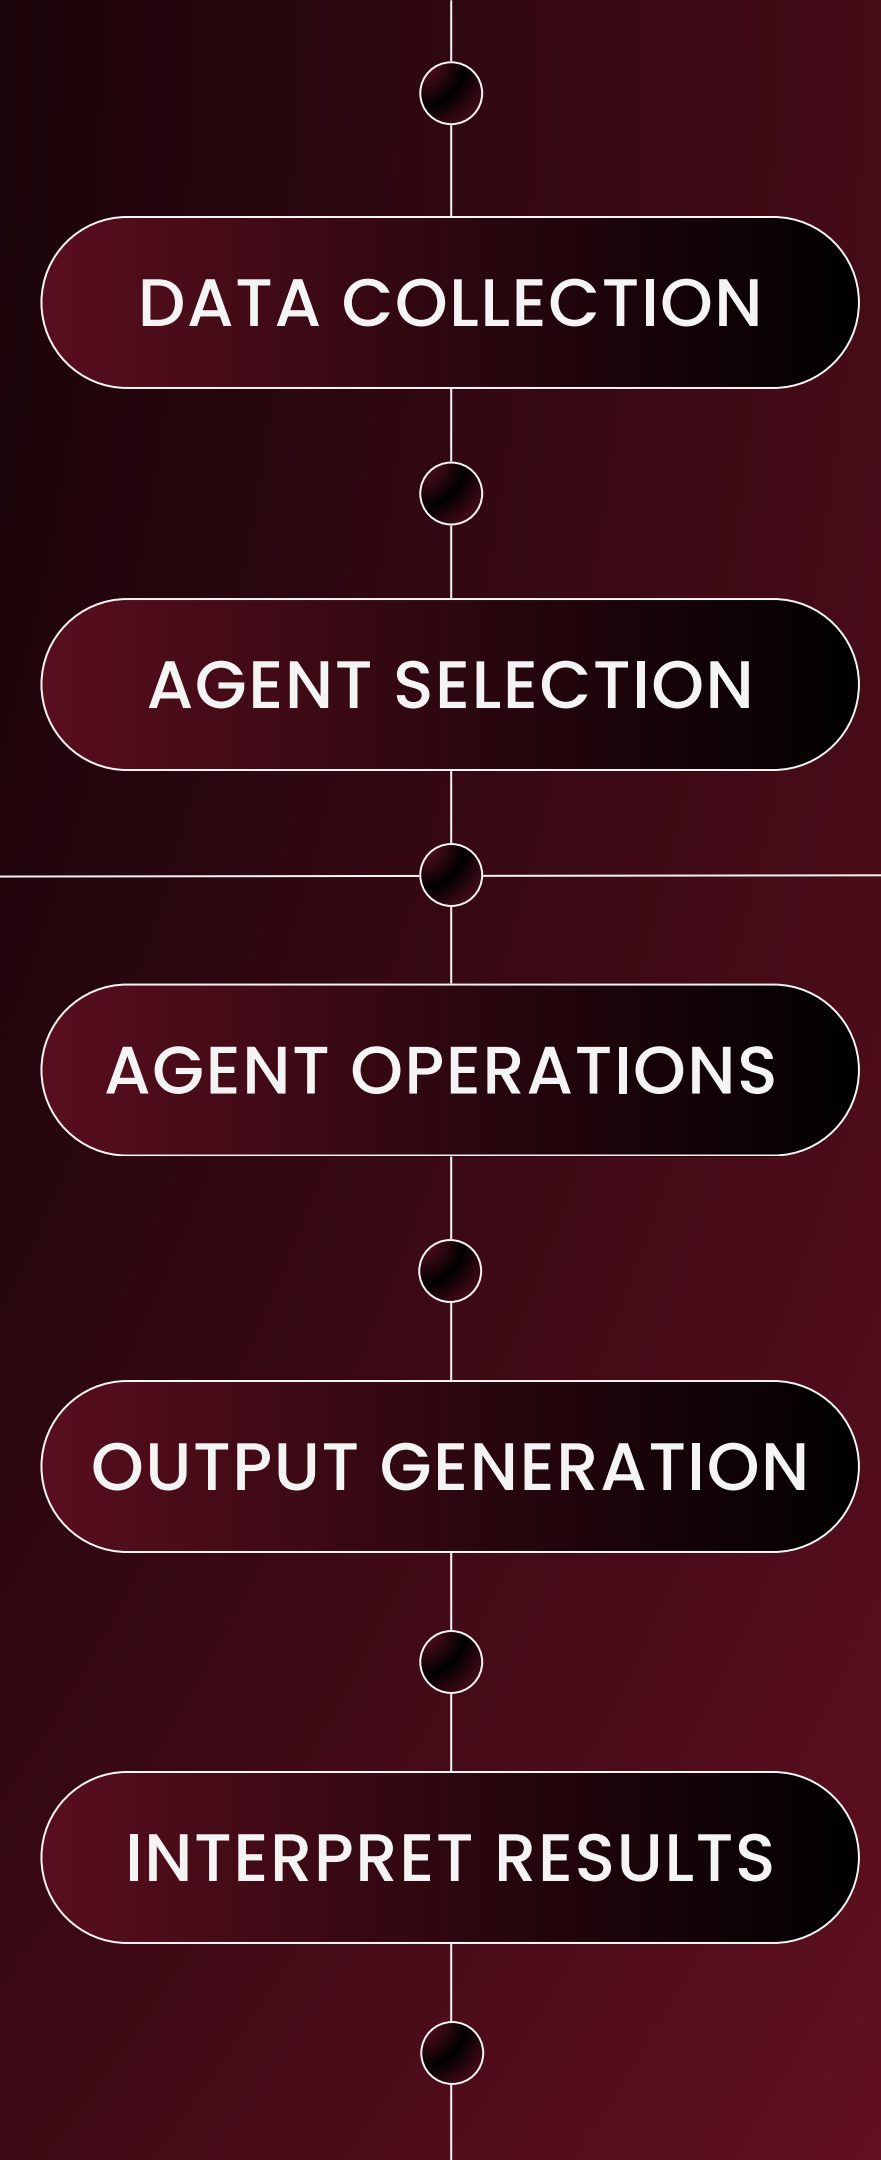 DATA COLLECTION
AGENT SELECTION
AGENT OPERATIONS
OUTPUT GENERATION
INTERPRET RESULTS